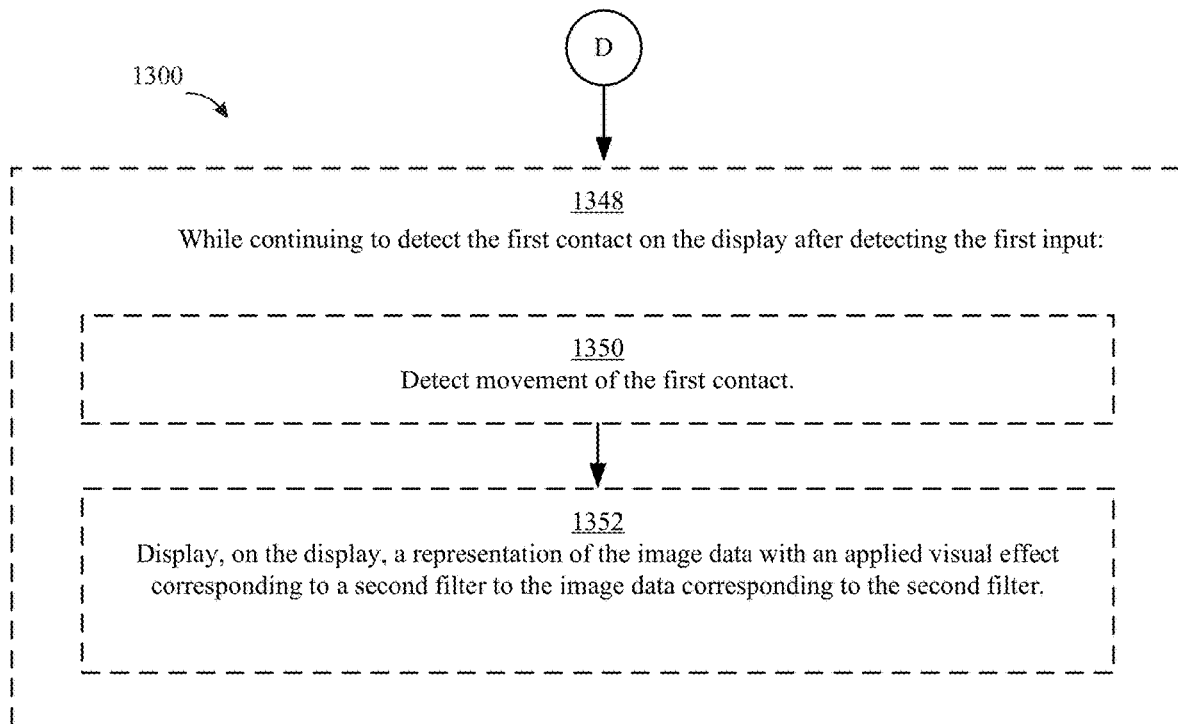 D
1300
1348
While continuing to detect the first contact on the display after detecting the first input:
1350
Detect movement of the first contact.
1352
Display, on the display, a representation of the image data with an applied visual effect
corresponding to a second filter to the image data corresponding to the second filter.